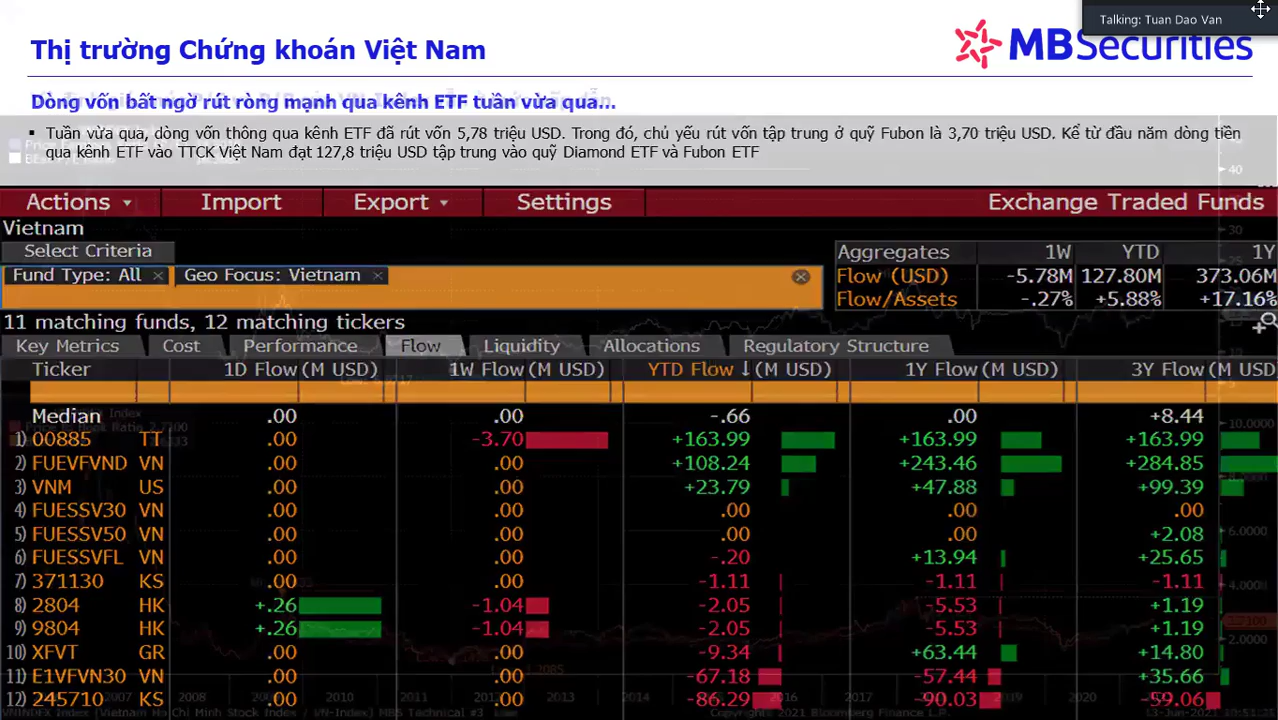 Talking: Tuan Dao Van
Thị trường Chứng khoán Việt Nam
MBSecurities
Dòng vốn bất ngờ rút ròng mạnh qua kênh ETF tuần vừa qua...
▪ Tuần vừa qua, dòng vốn thông qua kênh ETF đã rút vốn 5,78 triệu USD. Trong đó, chủ yếu rút vốn tập trung ở quỹ Fubon là 3,70 triệu USD. Kể từ đầu năm dòng tiền
qua kênh ETF vào TTCK Việt Nam đạt 127,8 triệu USD tập trung vào quỹ Diamond ETF và Fubon ETF
Actions Import Export Settings Exchange Traded Funds
Vietnam
Select Criteria
Aggregates 1W YTD 1Y
Fund Type: All × Geo Focus: Vietnam ×
Flow (USD) -5.78M 127.80M 373.06M
Flow/Assets -.27% +5.88% +17.16%
11 matching funds, 12 matching tickers
Key Metrics Cost Performance Flow Liquidity Allocations Regulatory Structure
Ticker 1D Flow (M USD) 1W Flow (M USD) YTD Flow ↓ (M USD) 1Y Flow (M USD) 3Y Flow (M USD
Median .00 .00 -.66 .00 +8.44
1) 00885 TT .00 -3.70 +163.99 +163.99 +163.99
2) FUEVFVND VN .00 .00 +108.24 +243.46 +284.85
3) VNM US .00 .00 +23.79 +47.88 +99.39
4) FUESSV30 VN .00 .00 .00 .00 .00
5) FUESSV50 VN .00 .00 .00 .00 +2.08
6) FUESSVFL VN .00 .00 -.20 +13.94 +25.65
7) 371130 KS .00 .00 -1.11 -1.11 -1.11
8) 2804 HK +.26 -1.04 -2.05 -5.53 +1.19
9) 9804 HK +.26 -1.04 -2.05 -5.53 +1.19
10) XFVT GR .00 .00 -9.34 +63.44 +14.80
11) E1VFVN30 VN .00 .00 -67.18 -57.44 +35.66
12) 245710 KS .00 .00 -86.29 -90.03 -59.06